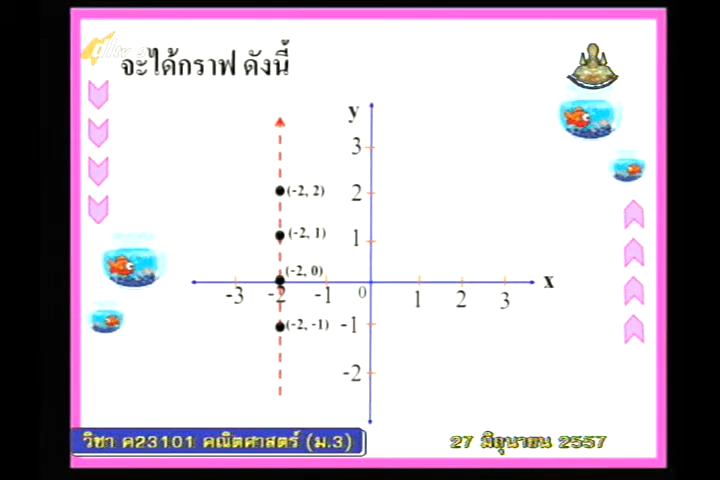 จะได้กราฟ ดังนี้
y
3
(-2, 2) 2
(-2, 1) 1
(-2, 0)
-3 -2 -1 0 1 2 3 x
(-2, -1) -1
-2
วิชา ค23101 คณิตศาสตร์ (ม.3) 27 มิถุนายน 2557